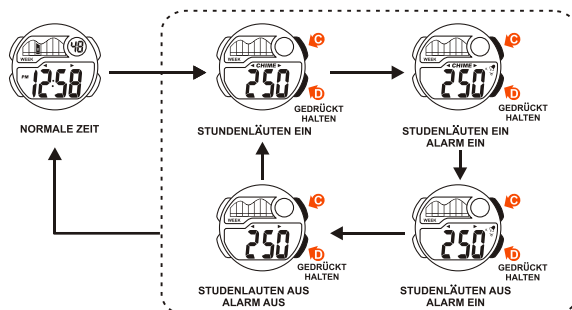 48
WEEK
PM 12:58
NORMALE ZEIT
C
WEEK
CHIME
250
D
GEDRÜCKT
HALTEN
STUNDENLÄUTEN EIN
C
WEEK
CHIME
250
D
GEDRÜCKT
HALTEN
STUDENLÄUTEN EIN
ALARM EIN
C
WEEK
250
D
GEDRÜCKT
HALTEN
STUDENLAUTEN AUS
ALARM AUS
C
WEEK
250
D
GEDRÜCKT
HALTEN
STUDENLÄUTEN AUS
ALARM EIN